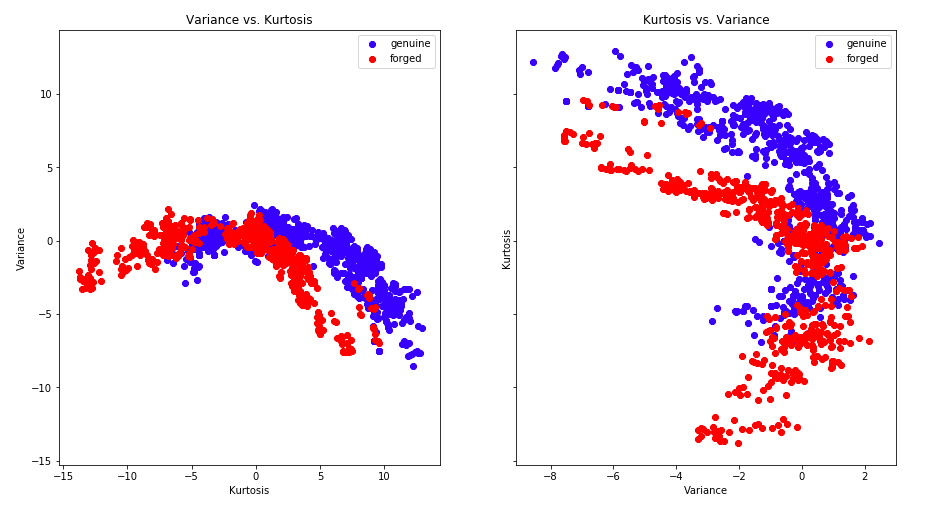 Variance vs. Kurtosis
genuine
forged
10
5
0
−5
−10
−15
Variance
−15
−10
−5
0
5
10
Kurtosis
Kurtosis vs. Variance
genuine
forged
Kurtosis
−8
−6
−4
−2
0
2
Variance